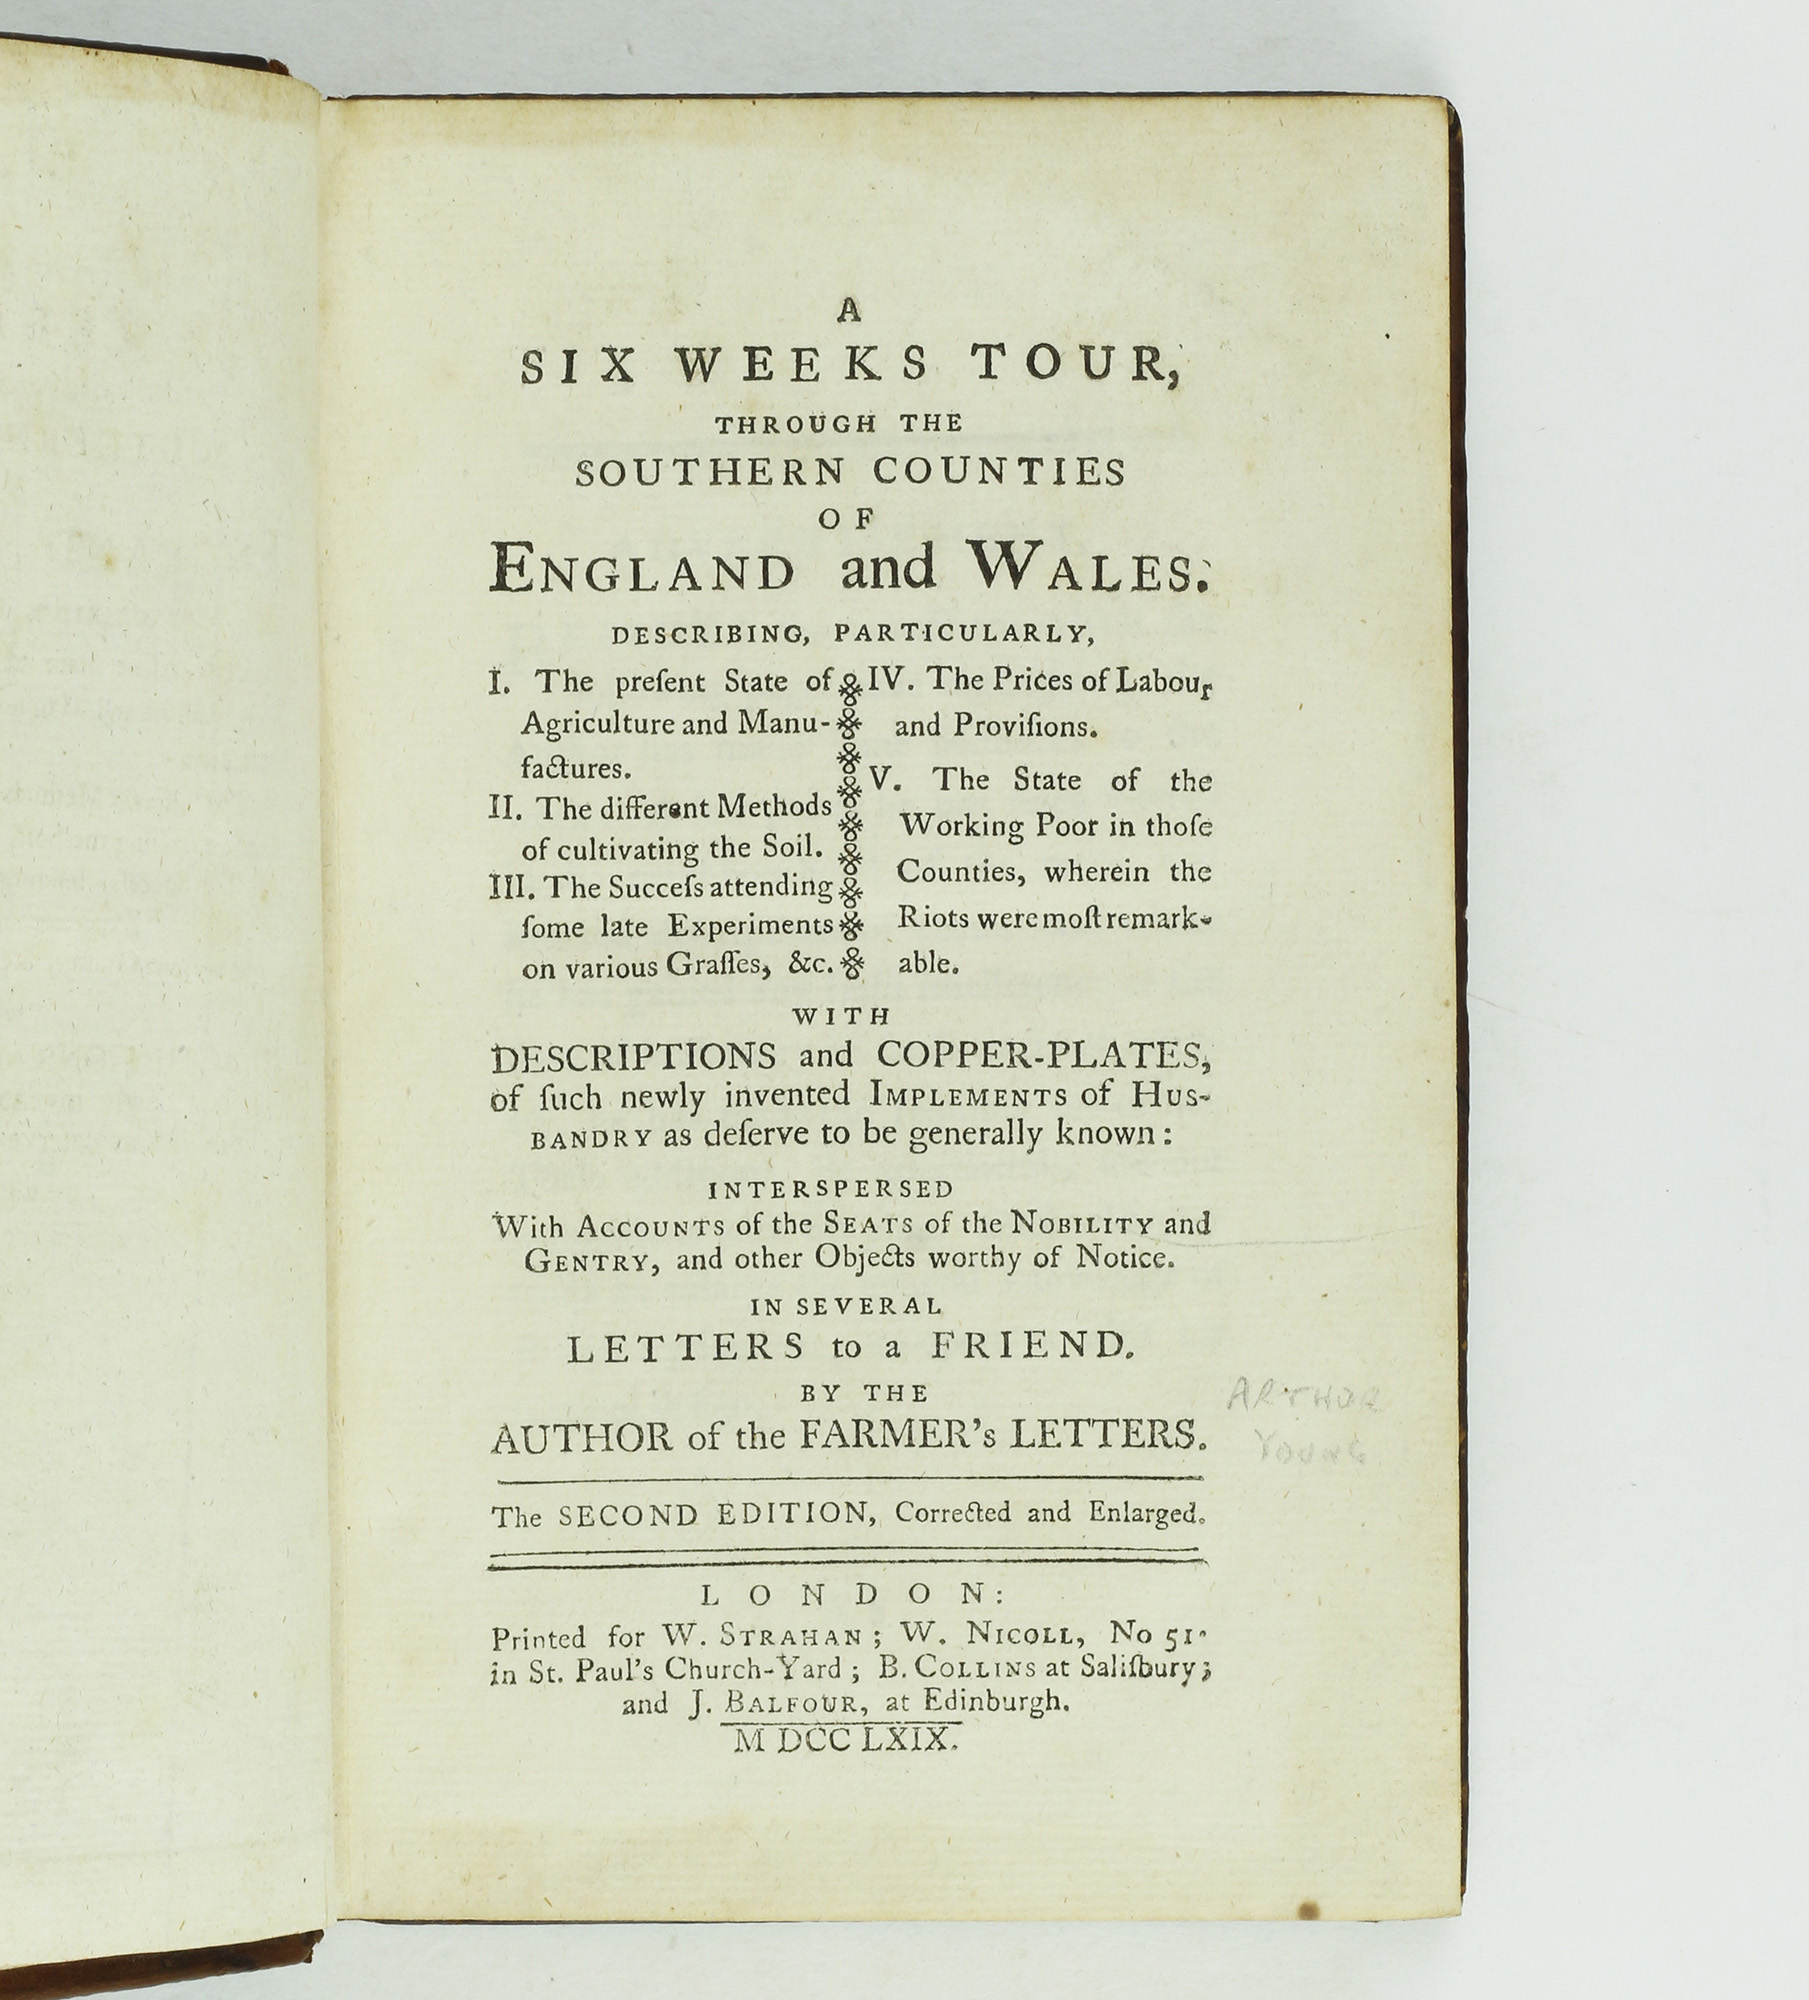 A
SIX WEEKS TOUR,
THROUGH THE
SOUTHERN COUNTIES
OF
ENGLAND and WALES.
DESCRIBING, PARTICULARLY,
I. The preſent State of
Agriculture and Manu-
factures.
II. The different Methods
of cultivating the Soil.
III. The Succeſs attending
ſome late Experiments
on various Graſſes, &c.
IV. The Prices of Labour
and Proviſions.
V. The State of the
Working Poor in thoſe
Counties, wherein the
Riots were moſt remark-
able.
WITH
DESCRIPTIONS and COPPER-PLATES,
of ſuch newly invented IMPLEMENTS of HUS-
BANDRY as deſerve to be generally known:
INTERSPERSED
With ACCOUNTS of the SEATS of the NOBILITY and
GENTRY, and other Objects worthy of Notice.
IN SEVERAL
LETTERS to a FRIEND.
BY THE
AUTHOR of the FARMER's LETTERS.
ARTHUR
YOUNG
The SECOND EDITION, Corrected and Enlarged.
LONDON:
Printed for W. STRAHAN; W. NICOLL, No 51.
in St. Paul's Church-Yard; B. COLLINS at Saliſbury;
and J. BALFOUR, at Edinburgh.
M DCC LXIX.